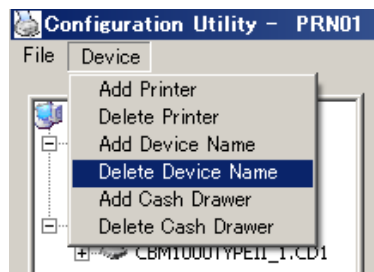 Configuration Utility - PRN01
File Device
Add Printer
Delete Printer
Add Device Name
Delete Device Name
Add Cash Drawer
Delete Cash Drawer
CBM1000TYPEII_1.CD1